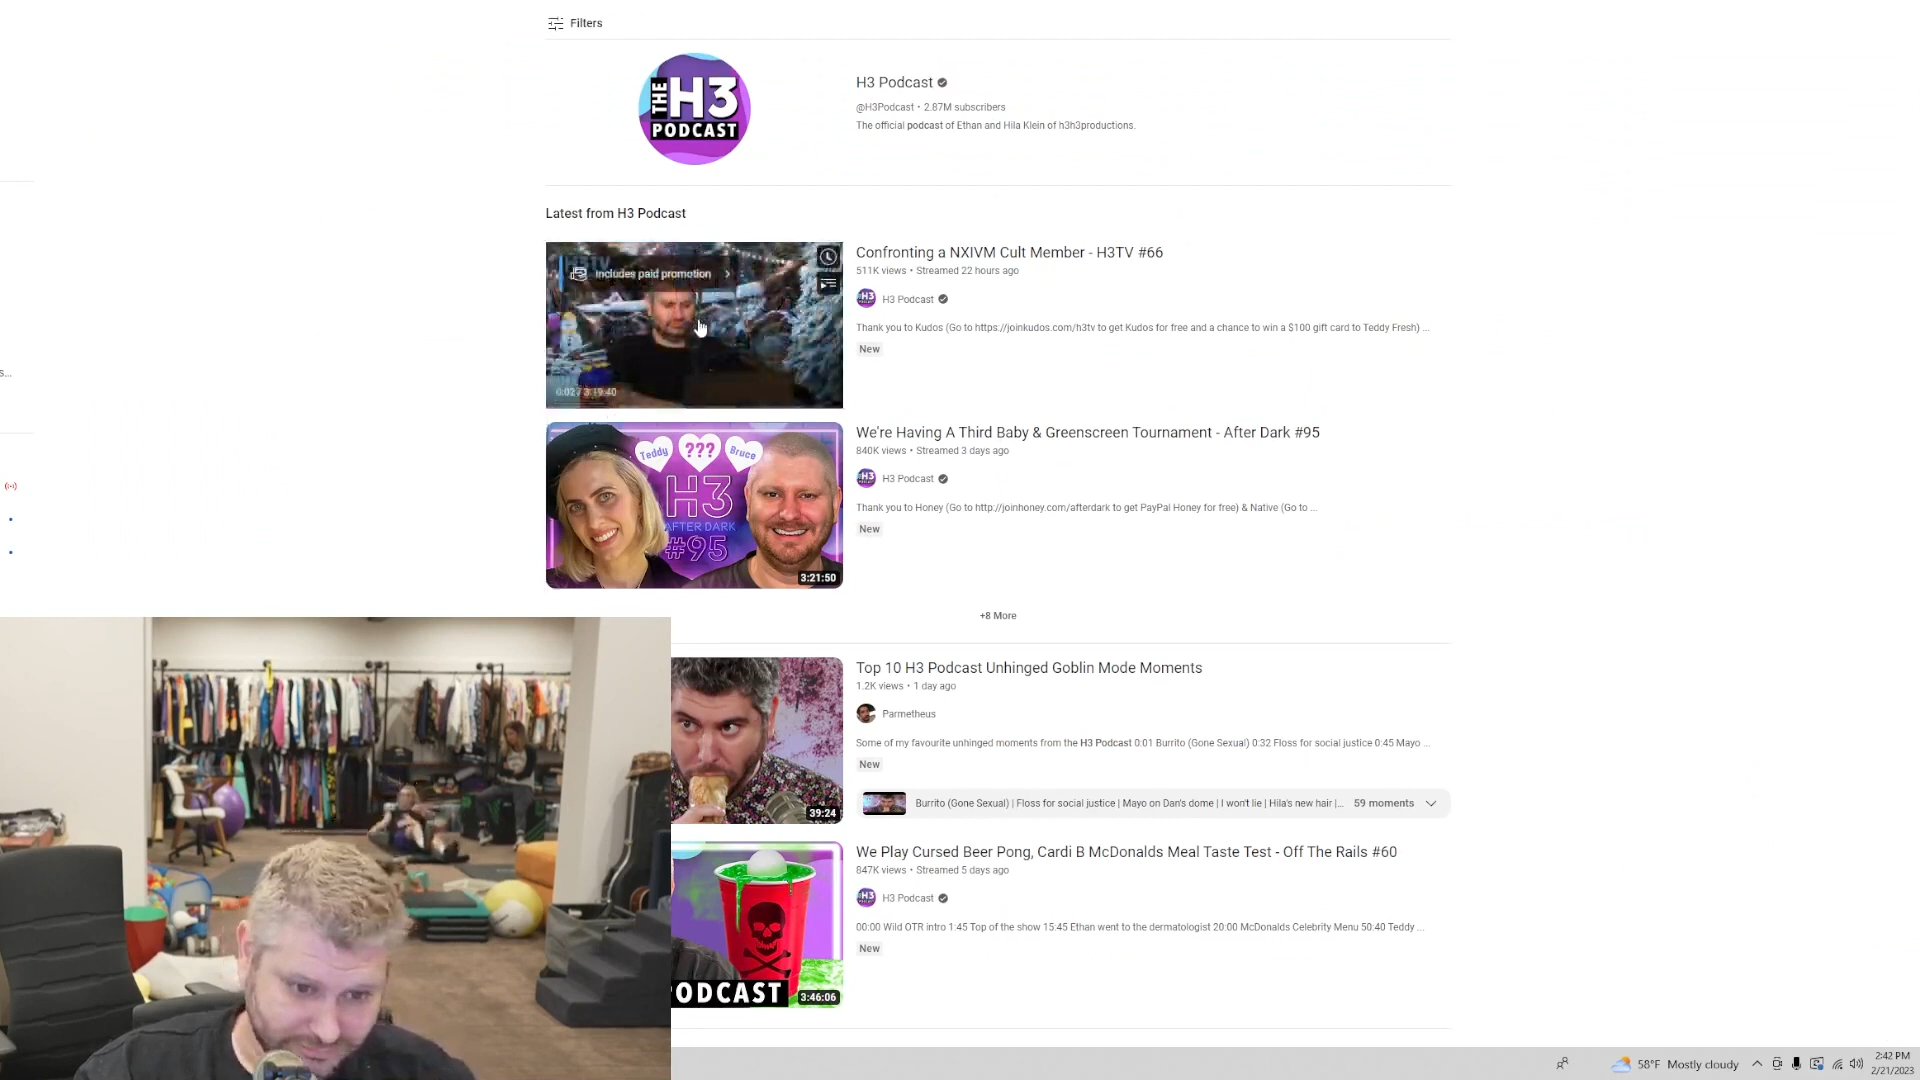 Filters
THE H3 PODCAST
H3 Podcast
@H3Podcast • 2.87M subscribers
The official podcast of Ethan and Hila Klein of h3h3productions.
Latest from H3 Podcast
Includes paid promotion
0:02 / 3:19:40
Confronting a NXIVM Cult Member - H3TV #66
511K views • Streamed 22 hours ago
H3 Podcast
Thank you to Kudos (Go to https://joinkudos.com/h3tv to get Kudos for free and a chance to win a $100 gift card to Teddy Fresh) ...
New
s...
Teddy ??? Bruce
H3
AFTER DARK
#95
3:21:50
We're Having A Third Baby & Greenscreen Tournament - After Dark #95
840K views • Streamed 3 days ago
H3 Podcast
Thank you to Honey (Go to http://joinhoney.com/afterdark to get PayPal Honey for free) & Native (Go to ...
New
+8 More
39:24
Top 10 H3 Podcast Unhinged Goblin Mode Moments
1.2K views • 1 day ago
Parmetheus
Some of my favourite unhinged moments from the H3 Podcast 0:01 Burrito (Gone Sexual) 0:32 Floss for social justice 0:45 Mayo ...
New
Burrito (Gone Sexual) | Floss for social justice | Mayo on Dan's dome | I won't lie | Hila's new hair |... 59 moments
ODCAST
3:46:06
We Play Cursed Beer Pong, Cardi B McDonalds Meal Taste Test - Off The Rails #60
847K views • Streamed 5 days ago
H3 Podcast
00:00 Wild OTR intro 1:45 Top of the show 15:45 Ethan went to the dermatologist 20:00 McDonalds Celebrity Menu 50:40 Teddy ...
New
58°F Mostly cloudy
2:42 PM
2/21/2023